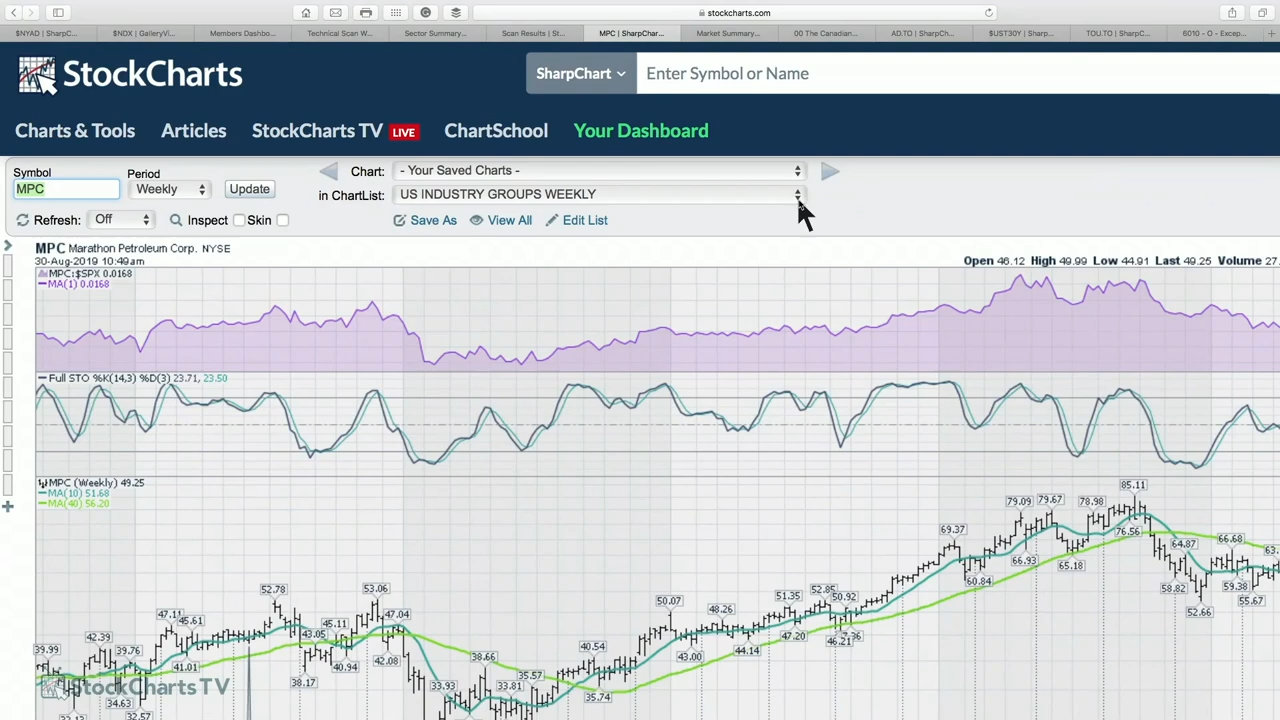 stockcharts.com
$NYAD | SharpC... $NDX | GalleryVi... Members Dashbo... Technical Scan W... Sector Summary... Scan Results | St... MPC | SharpChar... Market Summary... 00 The Canadian... AD.TO | SharpCh... $UST30Y | Sharp... TOU.TO | SharpC... 6010 - O - Excep...
StockCharts
SharpChart
Enter Symbol or Name
Charts & Tools Articles StockCharts TV LIVE ChartSchool Your Dashboard
Symbol Period
MPC Weekly Update
Chart: - Your Saved Charts -
in ChartList: US INDUSTRY GROUPS WEEKLY
Refresh: Off Inspect Skin
Save As View All Edit List
MPC Marathon Petroleum Corp. NYSE
30-Aug-2019 10:49am
Open 46.12 High 49.99 Low 44.91 Last 49.25 Volume 27.
MPC:$SPX 0.0168
MA(1) 0.0168
Full STO %K(14,3) %D(3) 23.71, 23.50
MPC (Weekly) 49.25
MA(10) 51.68
MA(40) 56.20
85.11
79.09 79.67 78.98
69.37 76.56
66.93 65.18 64.87 66.68 63.
60.84 58.82 59.38 55.67
52.66
52.78 53.06 50.07 51.35 52.85 50.92
47.11 45.61 47.04 48.26
43.05 45.11 47.20 46.21
42.39 39.76 41.01 40.94 42.08 43.00 44.14
39.99 38.17 38.66 40.54
35.57 35.74
34.63 32.57 33.93 33.81
StockCharts TV